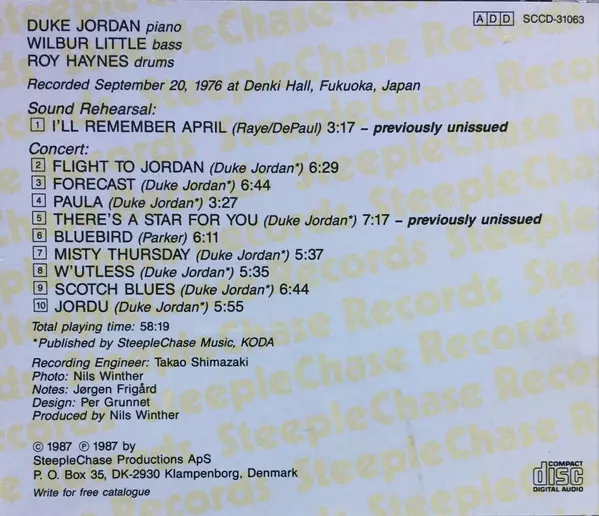 DUKE JORDAN piano
WILBUR LITTLE bass
ROY HAYNES drums
ADD SCCD-31063
Recorded September 20, 1976 at Denki Hall, Fukuoka, Japan
Sound Rehearsal:
1 I'LL REMEMBER APRIL (Raye/DePaul) 3:17 – previously unissued
Concert:
2 FLIGHT TO JORDAN (Duke Jordan*) 6:29
3 FORECAST (Duke Jordan*) 6:44
4 PAULA (Duke Jordan*) 3:27
5 THERE'S A STAR FOR YOU (Duke Jordan*) 7:17 – previously unissued
6 BLUEBIRD (Parker) 6:11
7 MISTY THURSDAY (Duke Jordan*) 5:37
8 W'UTLESS (Duke Jordan*) 5:35
9 SCOTCH BLUES (Duke Jordan*) 6:44
10 JORDU (Duke Jordan*) 5:55
Total playing time: 58:19
*Published by SteepleChase Music, KODA
Recording Engineer: Takao Shimazaki
Photo: Nils Winther
Notes: Jørgen Frigård
Design: Per Grunnet
Produced by Nils Winther
© 1987 ℗ 1987 by
SteepleChase Productions ApS
P. O. Box 35, DK-2930 Klampenborg, Denmark
Write for free catalogue
COMPACT
disc
DIGITAL AUDIO
SteepleChase Records